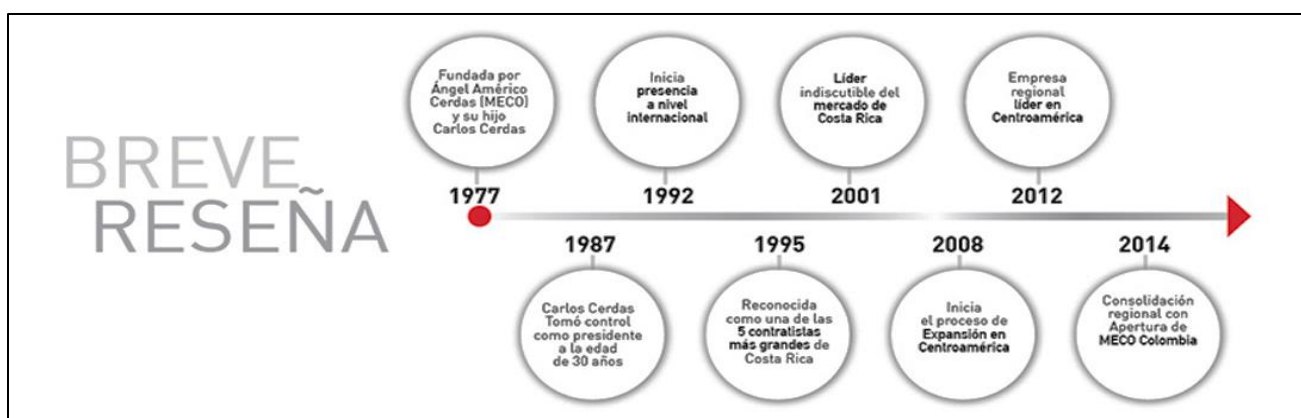 BREVE
RESEÑA
Fundada por
Ángel Américo
Cerdas (MECO)
y su hijo
Carlos Cerdas
1977
1987
Carlos Cerdas
Tomó control
como presidente
a la edad
de 30 años
Inicia
presencia
a nivel
internacional
1992
1995
Reconocida
como una de las
5 contratistas
más grandes de
Costa Rica
Líder
indiscutible del
mercado de
Costa Rica
2001
2008
Inicia
el proceso de
Expansión en
Centroamérica
Empresa
regional
líder en
Centroamérica
2012
2014
Consolidación
regional con
Apertura de
MECO Colombia